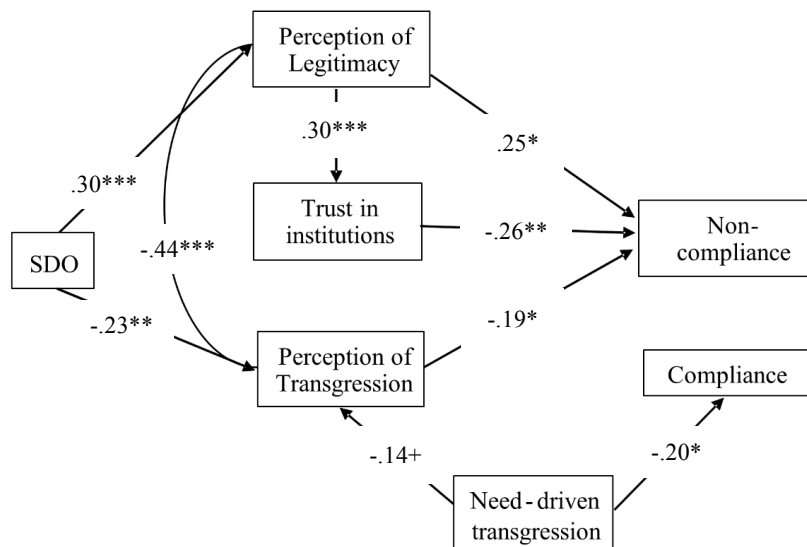 Perception of
Legitimacy
.30***
.25*
.30***
Trust in
institutions
-.26**
Non-
compliance
SDO
-.44***
-.23**
-.19*
Perception of
Transgression
Compliance
-.14+
-.20*
Need-driven
transgression